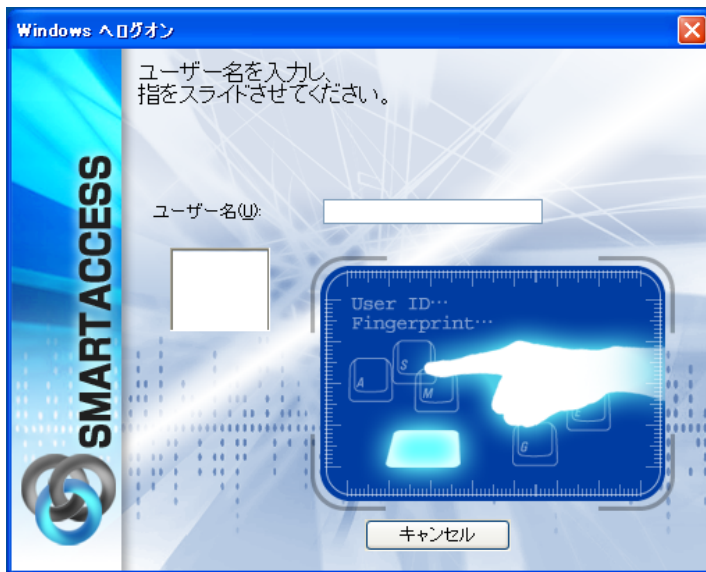 Windows へログオン
ユーザー名を入力し、
指をスライドさせてください。
SMARTACCESS
ユーザー名(U):
User ID…
Fingerprint…
A
S
M
E
G
キャンセル